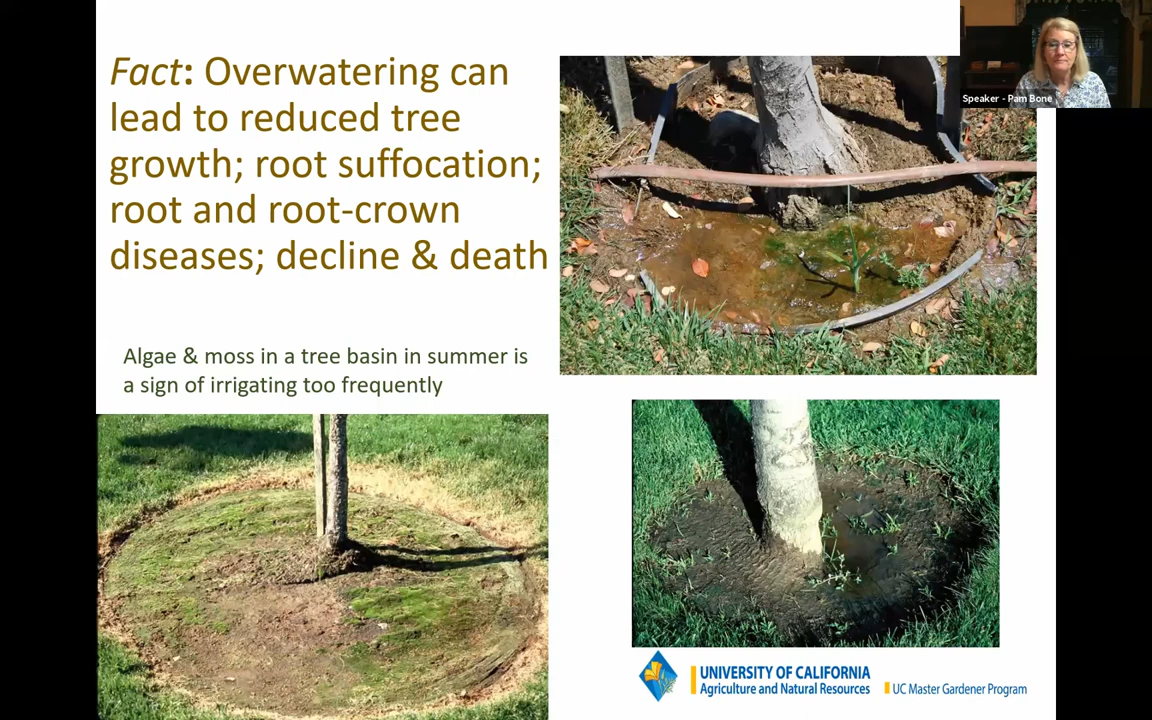 Fact: Overwatering can
lead to reduced tree
growth; root suffocation;
root and root-crown
diseases; decline & death
Speaker - Pam Bone
Algae & moss in a tree basin in summer is
a sign of irrigating too frequently
UNIVERSITY OF CALIFORNIA
Agriculture and Natural Resources
UC Master Gardener Program